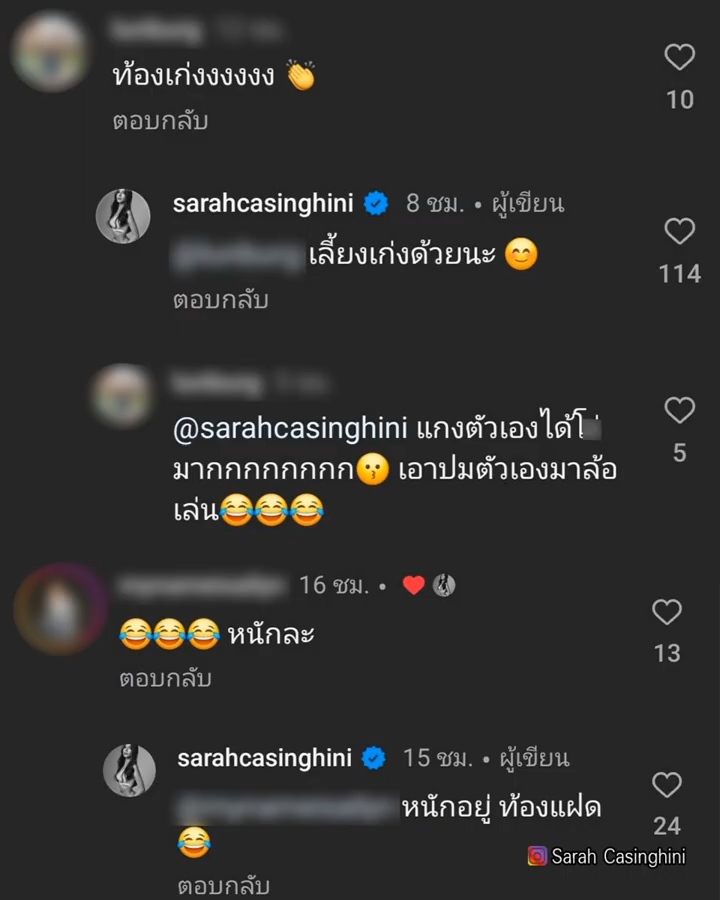 ท้องเก่งงงงงง 👏
10
ตอบกลับ
sarahcasinghini 8 ชม. • ผู้เขียน
เลี้ยงเก่งด้วยนะ 😊
114
ตอบกลับ
@sarahcasinghini แกงตัวเองได้
มากกกกกกกก😗 เอาปมตัวเองมาล้อ
5
เล่น😂😂😂
16 ชม. • ❤️
😂😂😂 หนักละ
13
ตอบกลับ
sarahcasinghini 15 ชม. • ผู้เขียน
หนักอยู่ ท้องแฝด
24
😂
Sarah Casinghini
ตอบกลับ